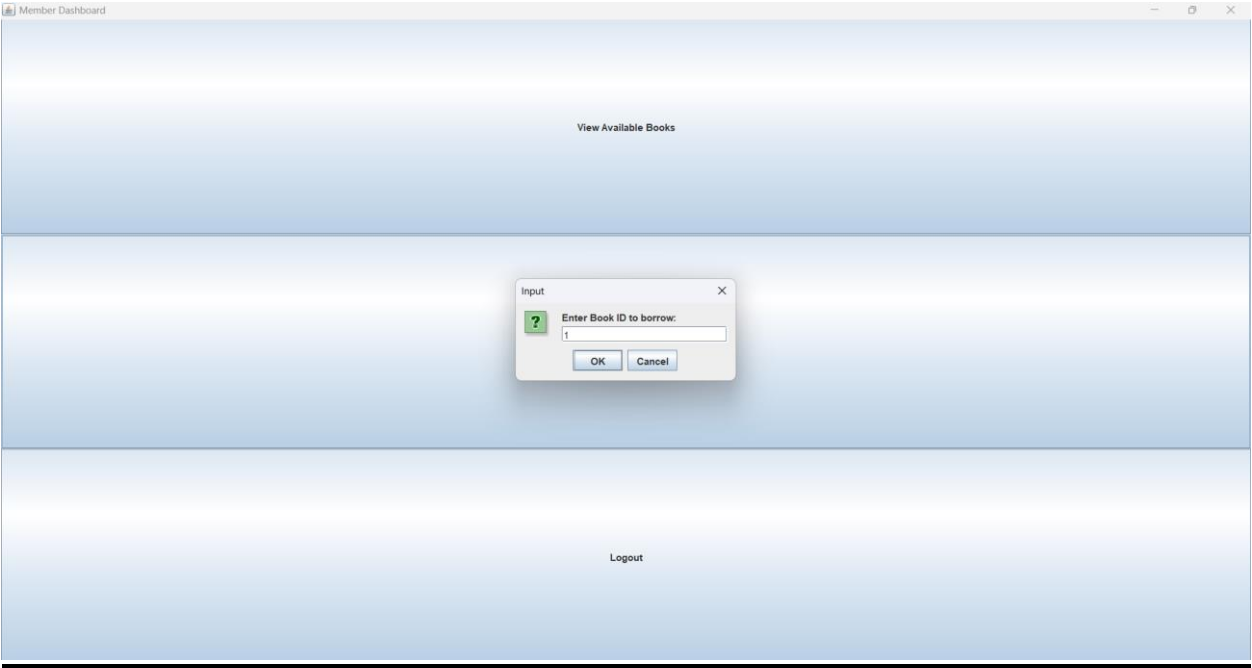 Member Dashboard
View Available Books
Input
?
Enter Book ID to borrow:
1
OK Cancel
Logout